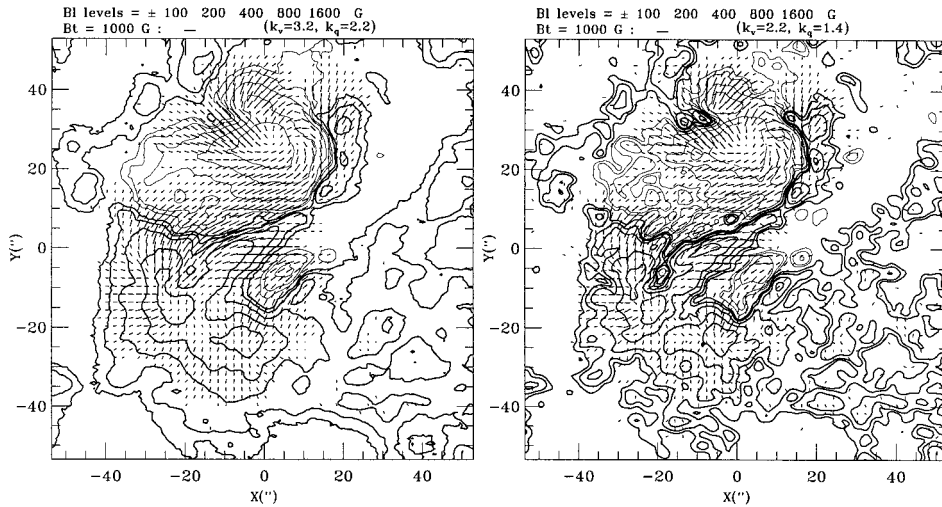 Bl levels = ± 100 200 400 800 1600 G
Bt = 1000 G : — (k_v=3.2, k_q=2.2)
40
20
0
−20
−40
Y(")
−40 −20 0 20 40
X(")
Bl levels = ± 100 200 400 800 1600 G
Bt = 1000 G : — (k_v=2.2, k_q=1.4)
40
20
0
−20
−40
Y(")
−40 −20 0 20 40
X(")